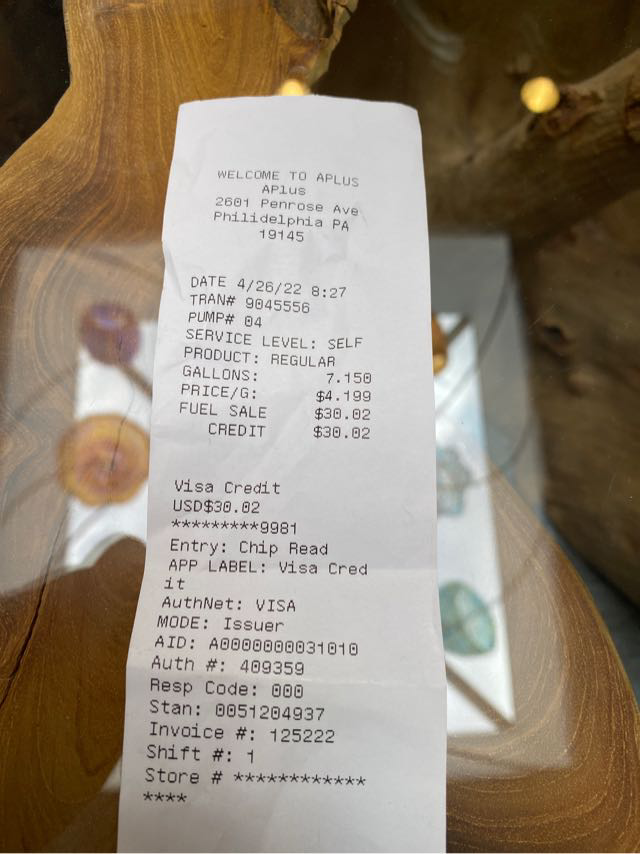 WELCOME TO APLUS
APlus
2601 Penrose Ave
Philidelphia PA
19145
DATE 4/26/22 8:27
TRAN# 9045556
PUMP# 04
SERVICE LEVEL: SELF
PRODUCT: REGULAR
GALLONS: 7.150
PRICE/G: $4.199
FUEL SALE $30.02
CREDIT $30.02
Visa Credit
USD$30.02
*********9981
Entry: Chip Read
APP LABEL: Visa Cred
it
AuthNet: VISA
MODE: Issuer
AID: A0000000031010
Auth #: 409359
Resp Code: 000
Stan: 0051204937
Invoice #: 125222
Shift #: 1
Store # ************
****